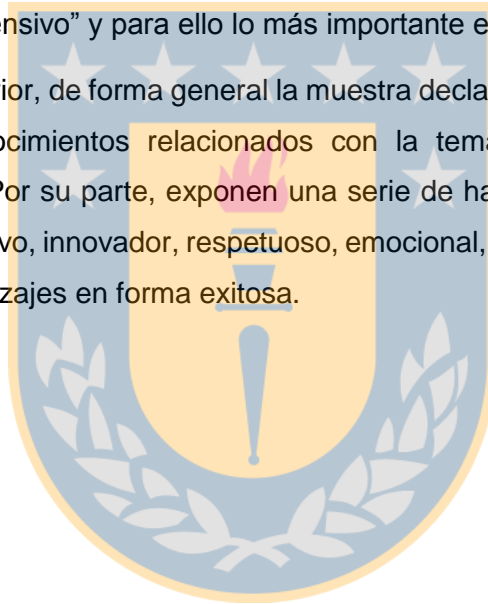 ensivo” y para ello lo más importante e
rior, de forma general la muestra decla
ocimientos relacionados con la tema
Por su parte, exponen una serie de ha
vo, innovador, respetuoso, emocional,
zajes en forma exitosa.